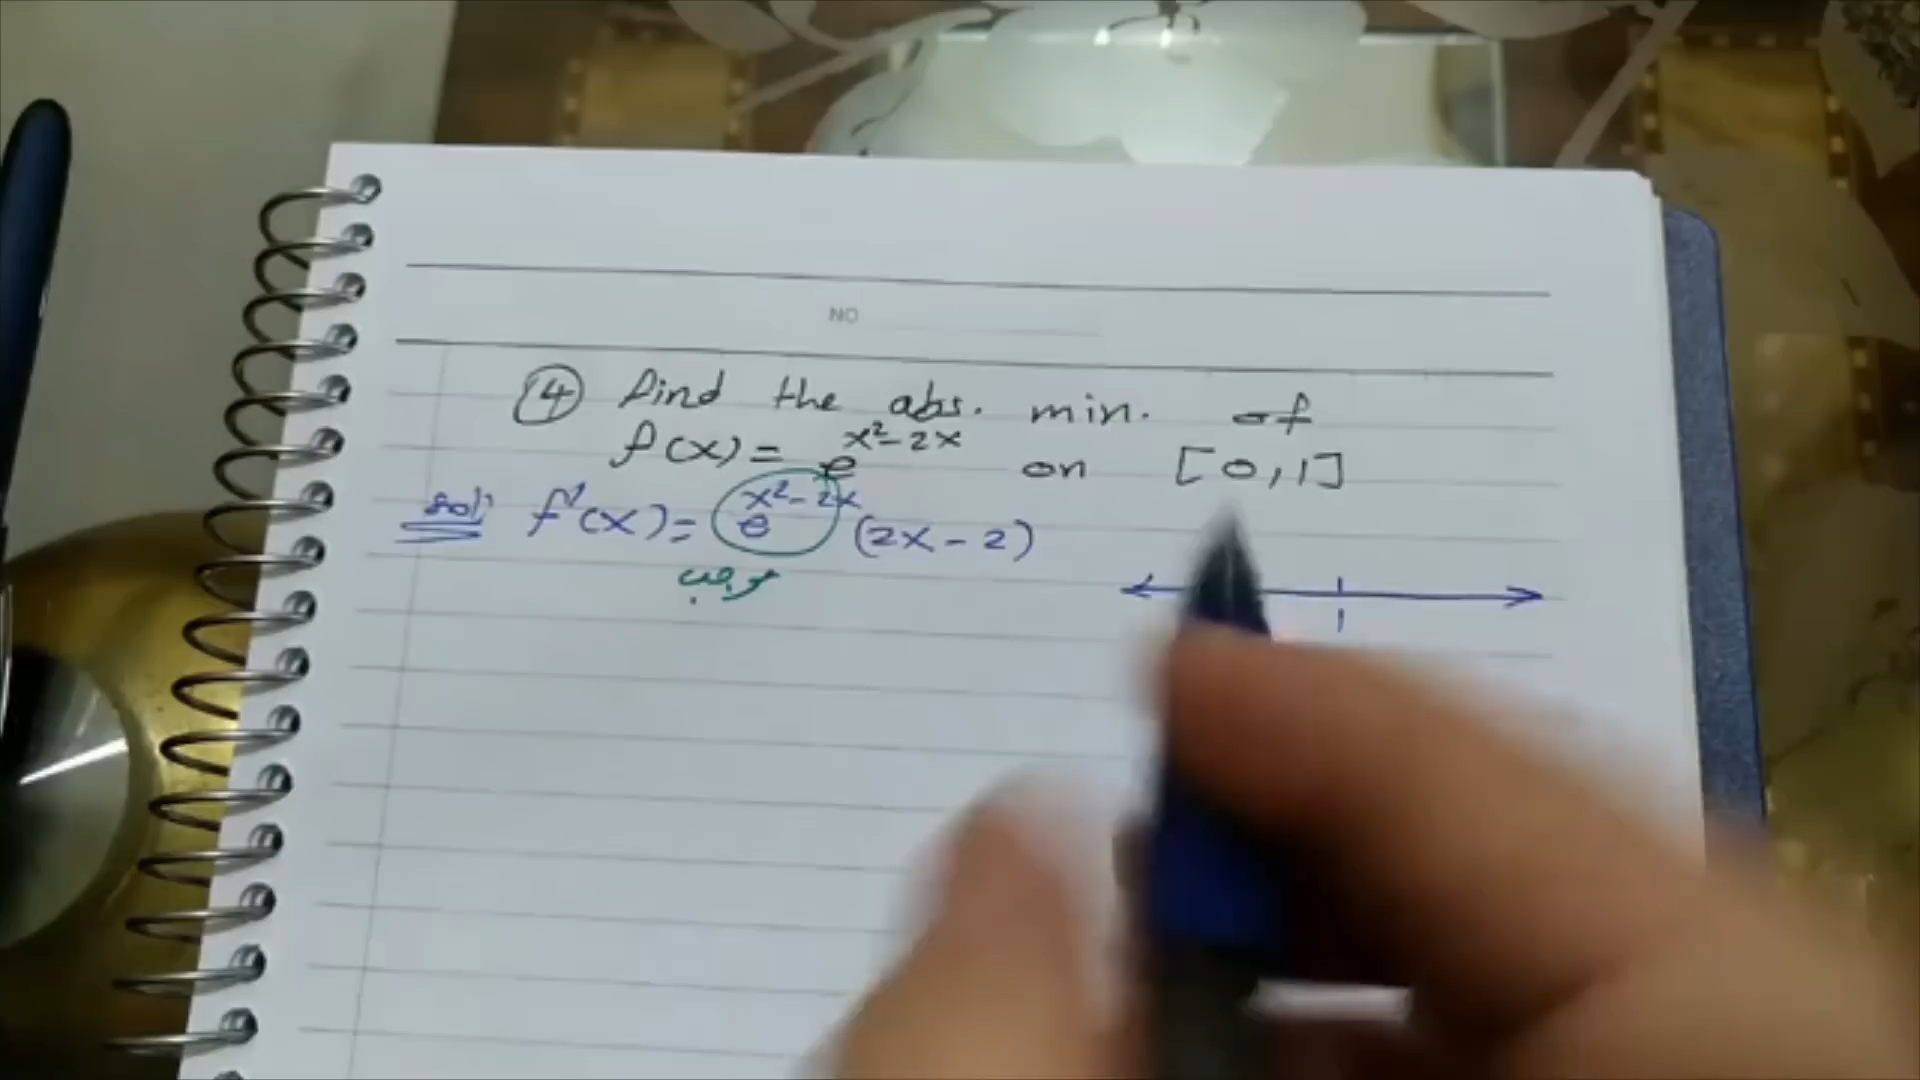 NO
④ find the abs. min. of
f(x) = e^{x²-2x} on [0,1]
sol: f'(x) = e^{x²-2x} (2x-2)
موجب
1